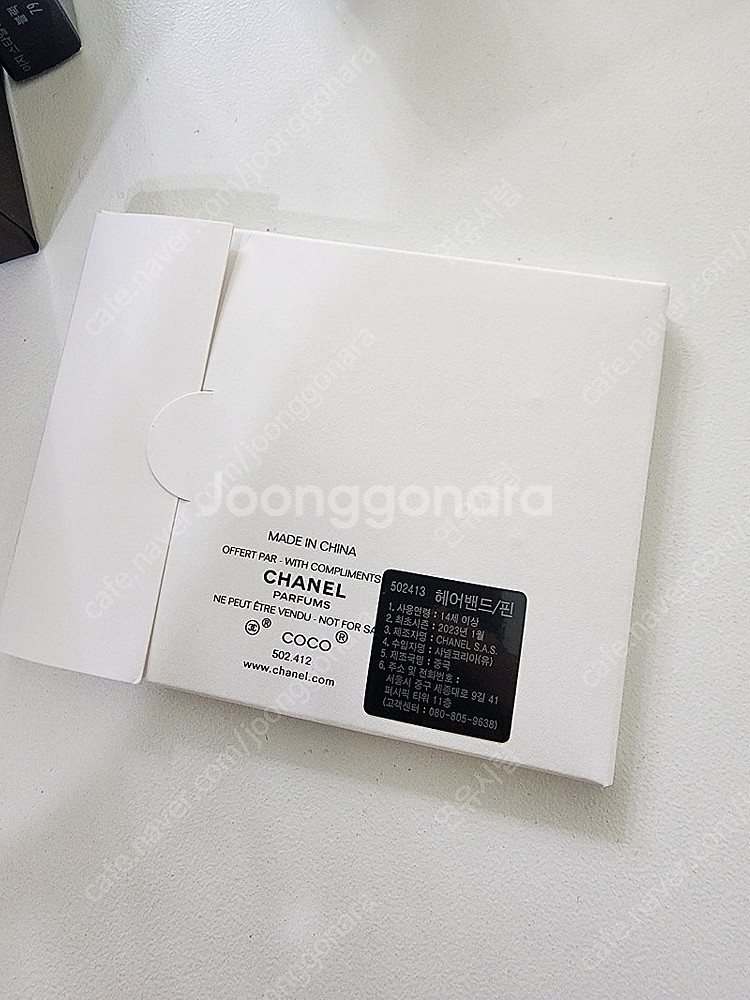 79
Joonggonara
MADE IN CHINA
OFFERT PAR - WITH COMPLIMENTS
CHANEL
PARFUMS
NE PEUT ÊTRE VENDU - NOT FOR SA
® COCO ®
502.412
www.chanel.com
502413 헤어밴드/핀
1. 사용연령 : 14세 이상
2. 최초시즌 : 2023년 1월
3. 제조자명 : CHANEL S.A.S.
4. 수입자명 : 샤넬코리아(유)
5. 제조국명 : 중국
6. 주소 및 전화번호 :
서울시 중구 세종대로 9길 41
퍼시픽 타워 11층
(고객센터 : 080-805-9638)
cafe.naver.com/joonggonara